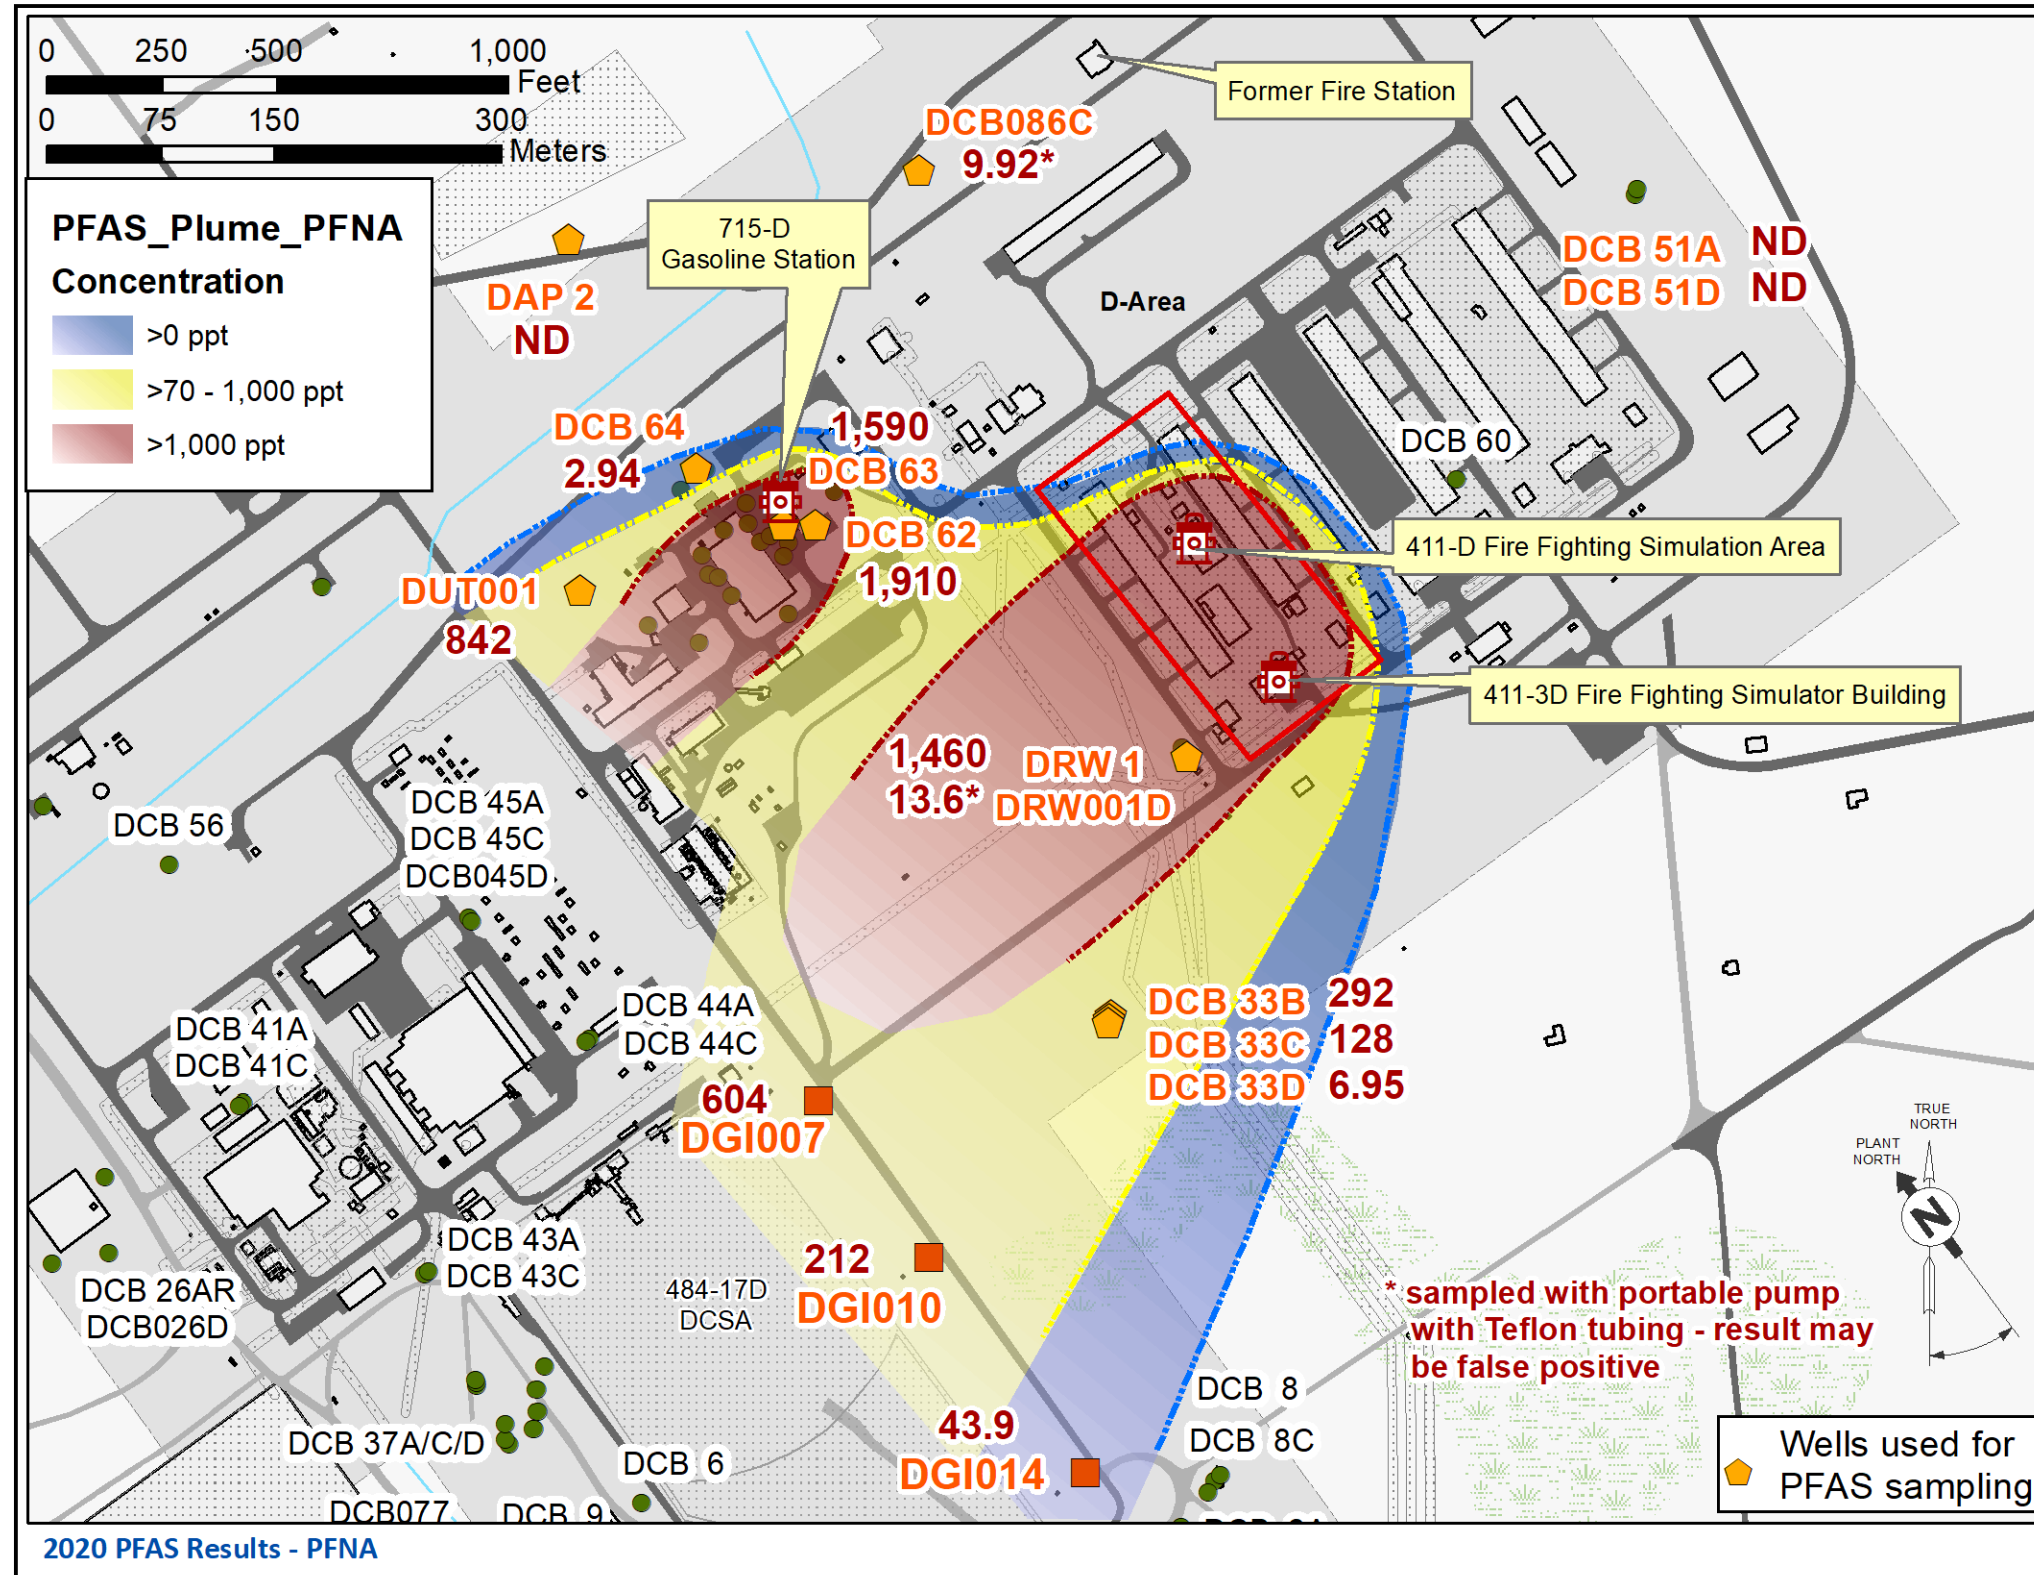 0 250 500 1,000
Feet
0 75 150 300
Meters
PFAS_Plume_PFNA
Concentration
>0 ppt
>70 - 1,000 ppt
>1,000 ppt
Former Fire Station
DCB086C
9.92*
715-D
Gasoline Station
DAP 2
ND
D-Area
DCB 51A ND
DCB 51D ND
DCB 64
2.94
1,590
DCB 63
DCB 60
DCB 62
1,910
411-D Fire Fighting Simulation Area
DUT001
842
411-3D Fire Fighting Simulator Building
1,460 DRW 1
13.6* DRW001D
DCB 56
DCB 45A
DCB 45C
DCB045D
DCB 44A
DCB 44C
DCB 41A
DCB 41C
DCB 33B 292
DCB 33C 128
DCB 33D 6.95
604
DGI007
TRUE
NORTH
PLANT
NORTH
N
DCB 43A
DCB 43C
212
DGI010
484-17D
DCSA
DCB 26AR
DCB026D
* sampled with portable pump
with Teflon tubing - result may
be false positive
DCB 8
DCB 8C
43.9
DGI014
DCB 37A/C/D
DCB 6
DCB077
DCB 9
Wells used for
PFAS sampling
2020 PFAS Results - PFNA